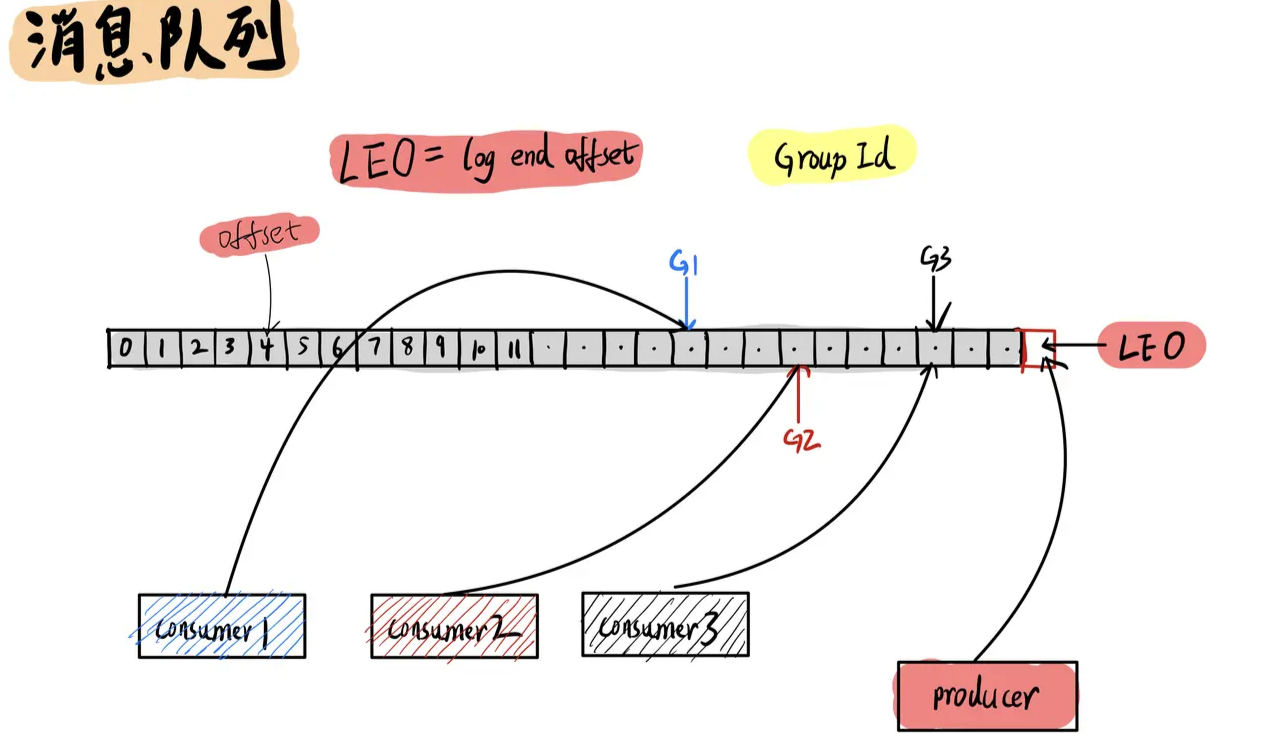 消息队列
LEO = log end offset
Group Id
offset
G1
G3
0 1 2 3 4 5 6 7 8 9 10 11 . . . . . . . . . . . . . .
LEO
G2
consumer 1
consumer 2
consumer 3
producer